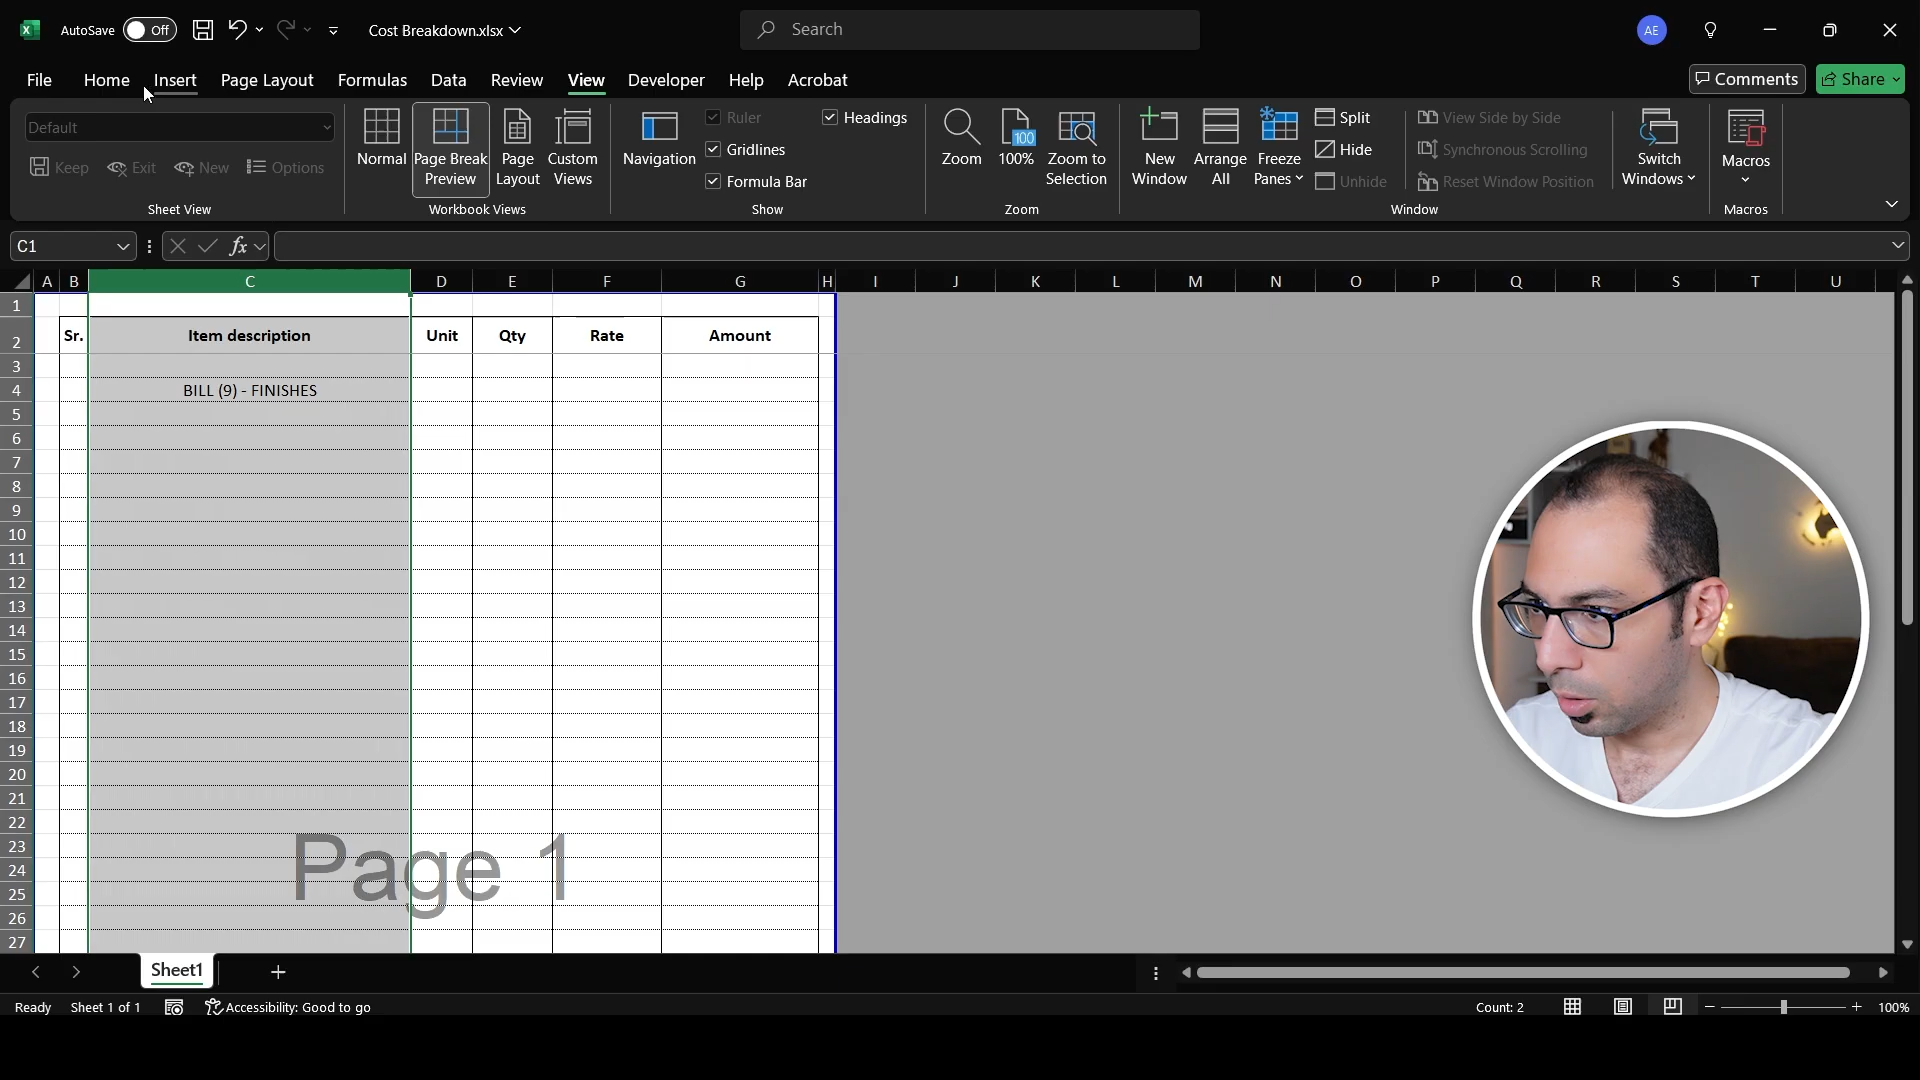 AutoSave Off Cost Breakdown.xlsx Search AE
File Home Insert Page Layout Formulas Data Review View Developer Help Acrobat Comments Share
Default
Keep Exit New Options
Sheet View
Normal
Page Break
Preview
Page
Layout
Custom
Views
Workbook Views
Navigation
Ruler
Gridlines
Formula Bar
Headings
Show
Zoom
100
100%
Zoom to
Selection
Zoom
New
Window
Arrange
All
Freeze
Panes
Split
Hide
Unhide
View Side by Side
Synchronous Scrolling
Reset Window Position
Switch
Windows
Window
Macros
Macros
C1 fx
A B C D E F G H I J K L M N O P Q R S T U
1
2 Sr. Item description Unit Qty Rate Amount
3
4 BILL (9) - FINISHES
5
6
7
8
9
10
11
12
13
14
15
16
17
18
19
20
21
22
23
24
25
26
27
Page 1
Sheet1
Ready Sheet 1 of 1 Accessibility: Good to go Count: 2 100%